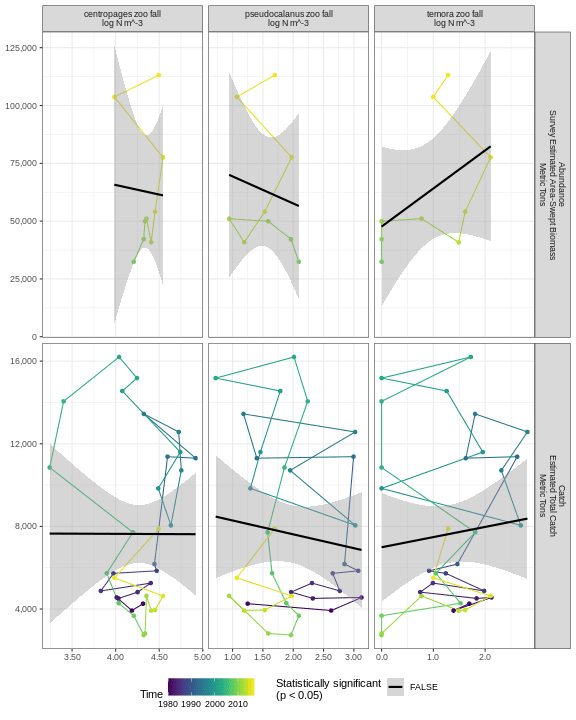 centropages zoo fall
log N m^-3
pseudocalanus zoo fall
log N m^-3
temora zoo fall
log N m^-3
125,000
100,000
75,000
50,000
25,000
0
Abundance
Survey Estimated Area-Swept Biomass
Metric Tons
16,000
12,000
8,000
4,000
Catch
Estimated Total Catch
Metric Tons
3.50
4.00
4.50
5.00
1.00
1.50
2.00
2.50
3.00
0.0
1.0
2.0
Time
1980 1990 2000 2010
Statistically significant
(p < 0.05)
FALSE